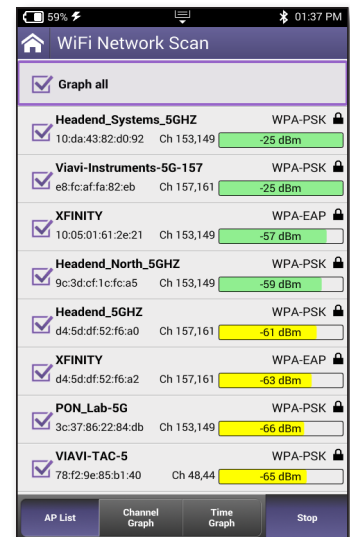 59% 01:37 PM
WiFi Network Scan
Graph all
Headend_Systems_5GHZ WPA-PSK
10:da:43:82:d0:92 Ch 153,149 -25 dBm
Viavi-Instruments-5G-157 WPA-PSK
e8:fc:af:fa:82:eb Ch 157,161 -25 dBm
XFINITY WPA-EAP
10:05:01:61:2e:21 Ch 153,149 -57 dBm
Headend_North_5GHZ WPA-PSK
9c:3d:cf:1c:fc:a5 Ch 153,149 -59 dBm
Headend_5GHZ WPA-PSK
d4:5d:df:52:f6:a0 Ch 157,161 -61 dBm
XFINITY WPA-EAP
d4:5d:df:52:f6:a2 Ch 157,161 -63 dBm
PON_Lab-5G WPA-PSK
3c:37:86:22:84:db Ch 153,149 -66 dBm
VIAVI-TAC-5 WPA-PSK
78:f2:9e:85:b1:40 Ch 48,44 -65 dBm
AP List
Channel Graph
Time Graph
Stop